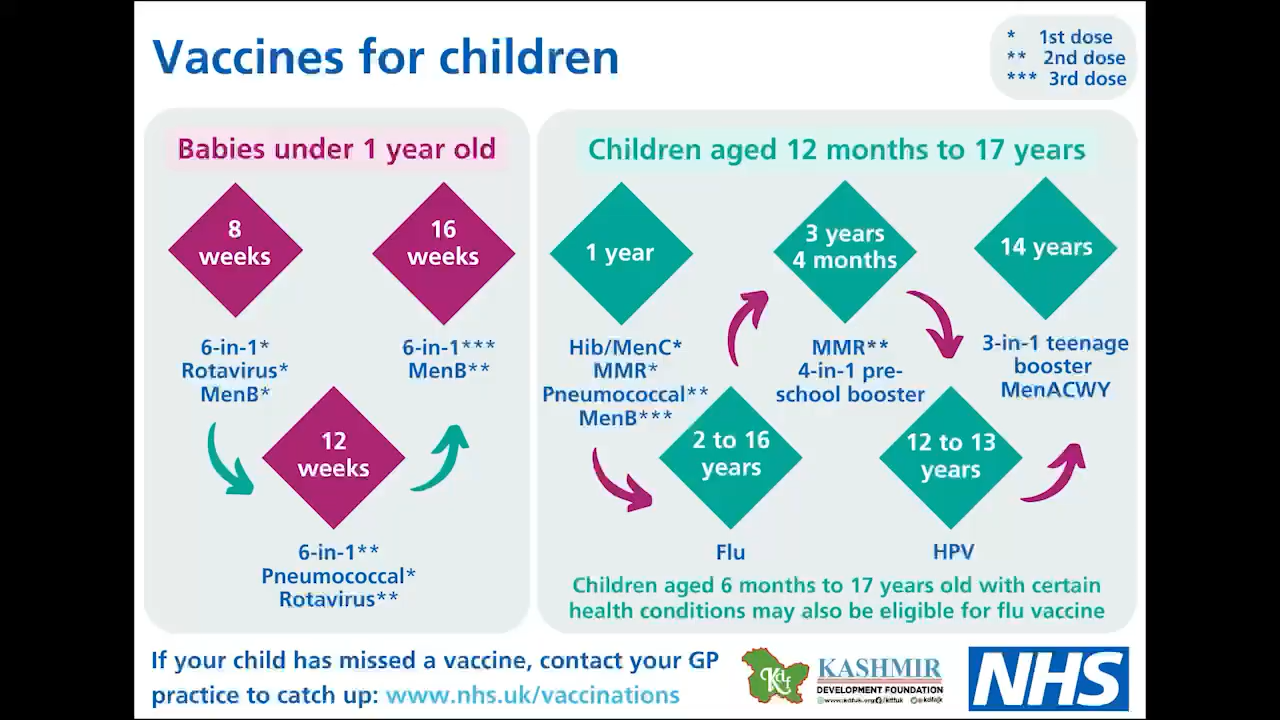 Vaccines for children
* 1st dose
** 2nd dose
*** 3rd dose
Babies under 1 year old
8
weeks
6-in-1*
Rotavirus*
MenB*
12
weeks
6-in-1**
Pneumococcal*
Rotavirus**
16
weeks
6-in-1***
MenB**
Children aged 12 months to 17 years
1 year
Hib/MenC*
MMR*
Pneumococcal**
MenB***
2 to 16
years
Flu
3 years
4 months
MMR**
4-in-1 pre-
school booster
12 to 13
years
HPV
14 years
3-in-1 teenage
booster
MenACWY
Children aged 6 months to 17 years old with certain
health conditions may also be eligible for flu vaccine
If your child has missed a vaccine, contact your GP
practice to catch up: www.nhs.uk/vaccinations
Kdf
KASHMIR
DEVELOPMENT FOUNDATION
NHS